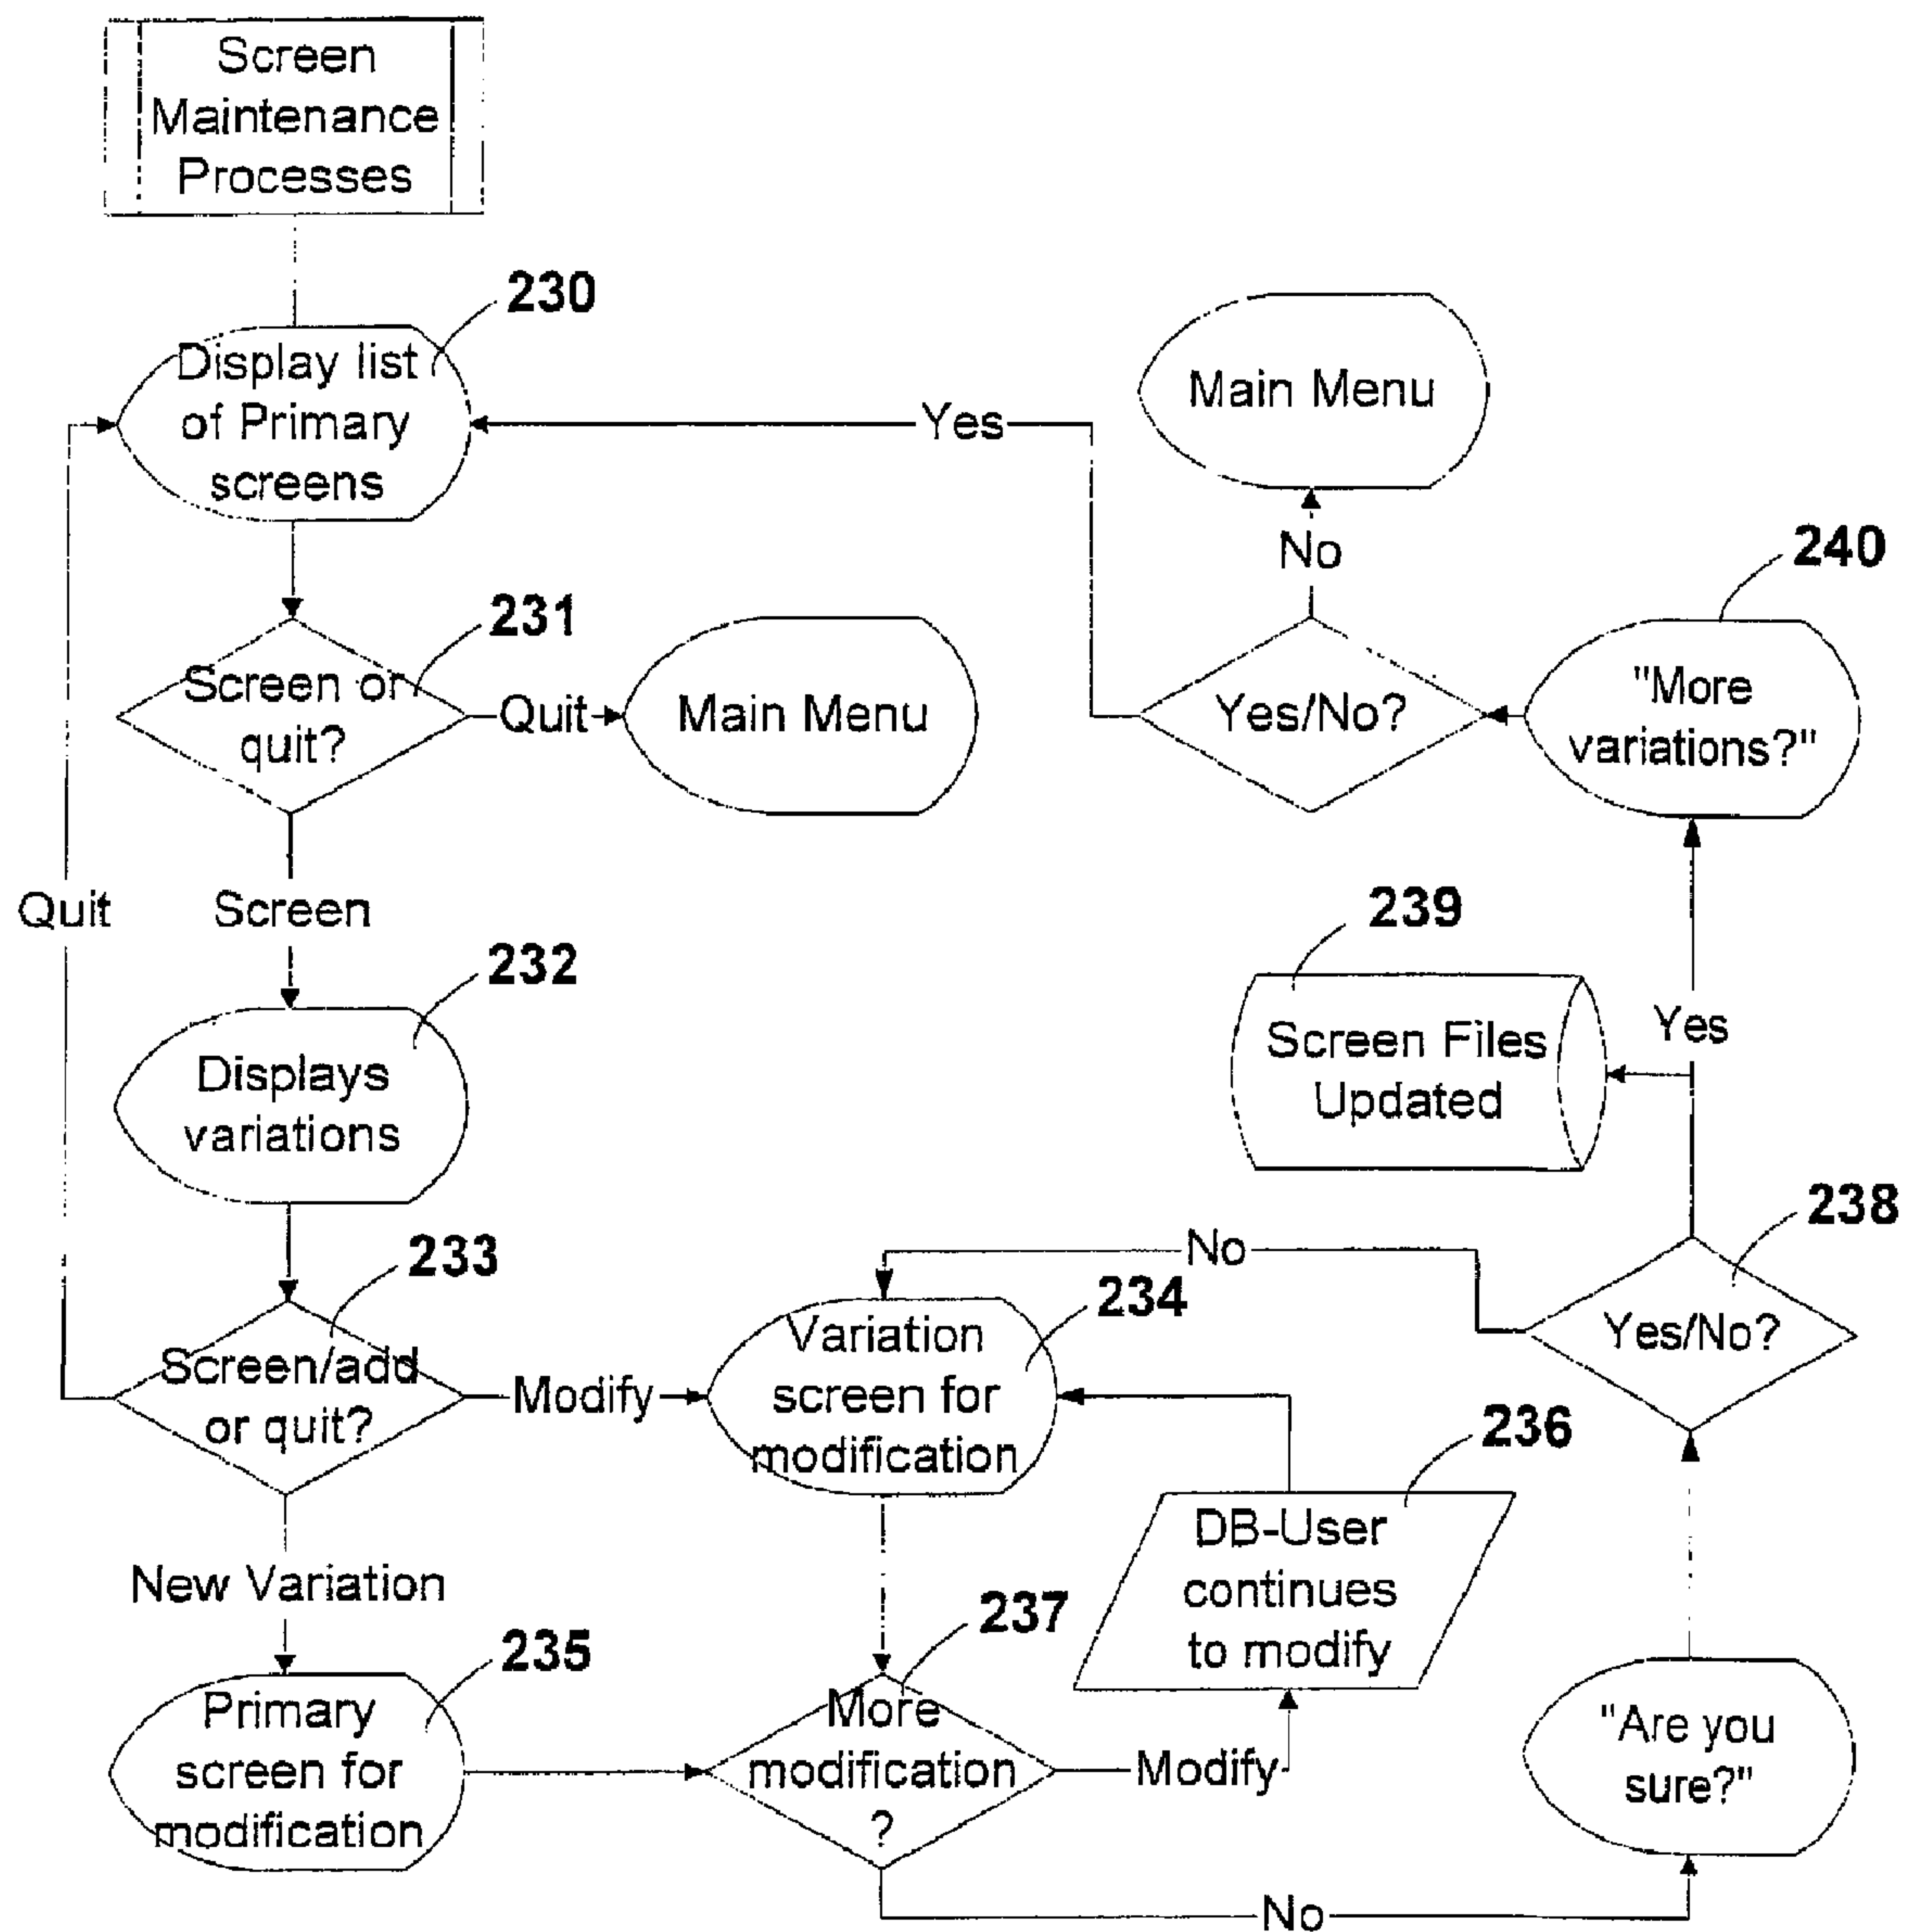 Screen
Maintenance
Processes
230
Display list
of Primary
screens
Yes
Main Menu
No
240
231
Screen or
quit?
Quit
Main Menu
Yes/No?
"More
variations?"
Quit
Screen
239
232
Screen Files
Updated
Yes
Displays
variations
238
No
233
234
Screen/add
or quit?
Modify
Variation
screen for
modification
Yes/No?
236
DB-User
continues
to modify
New Variation
237
235
Primary
screen for
modification
More
modification
?
Modify
"Are you
sure?"
No